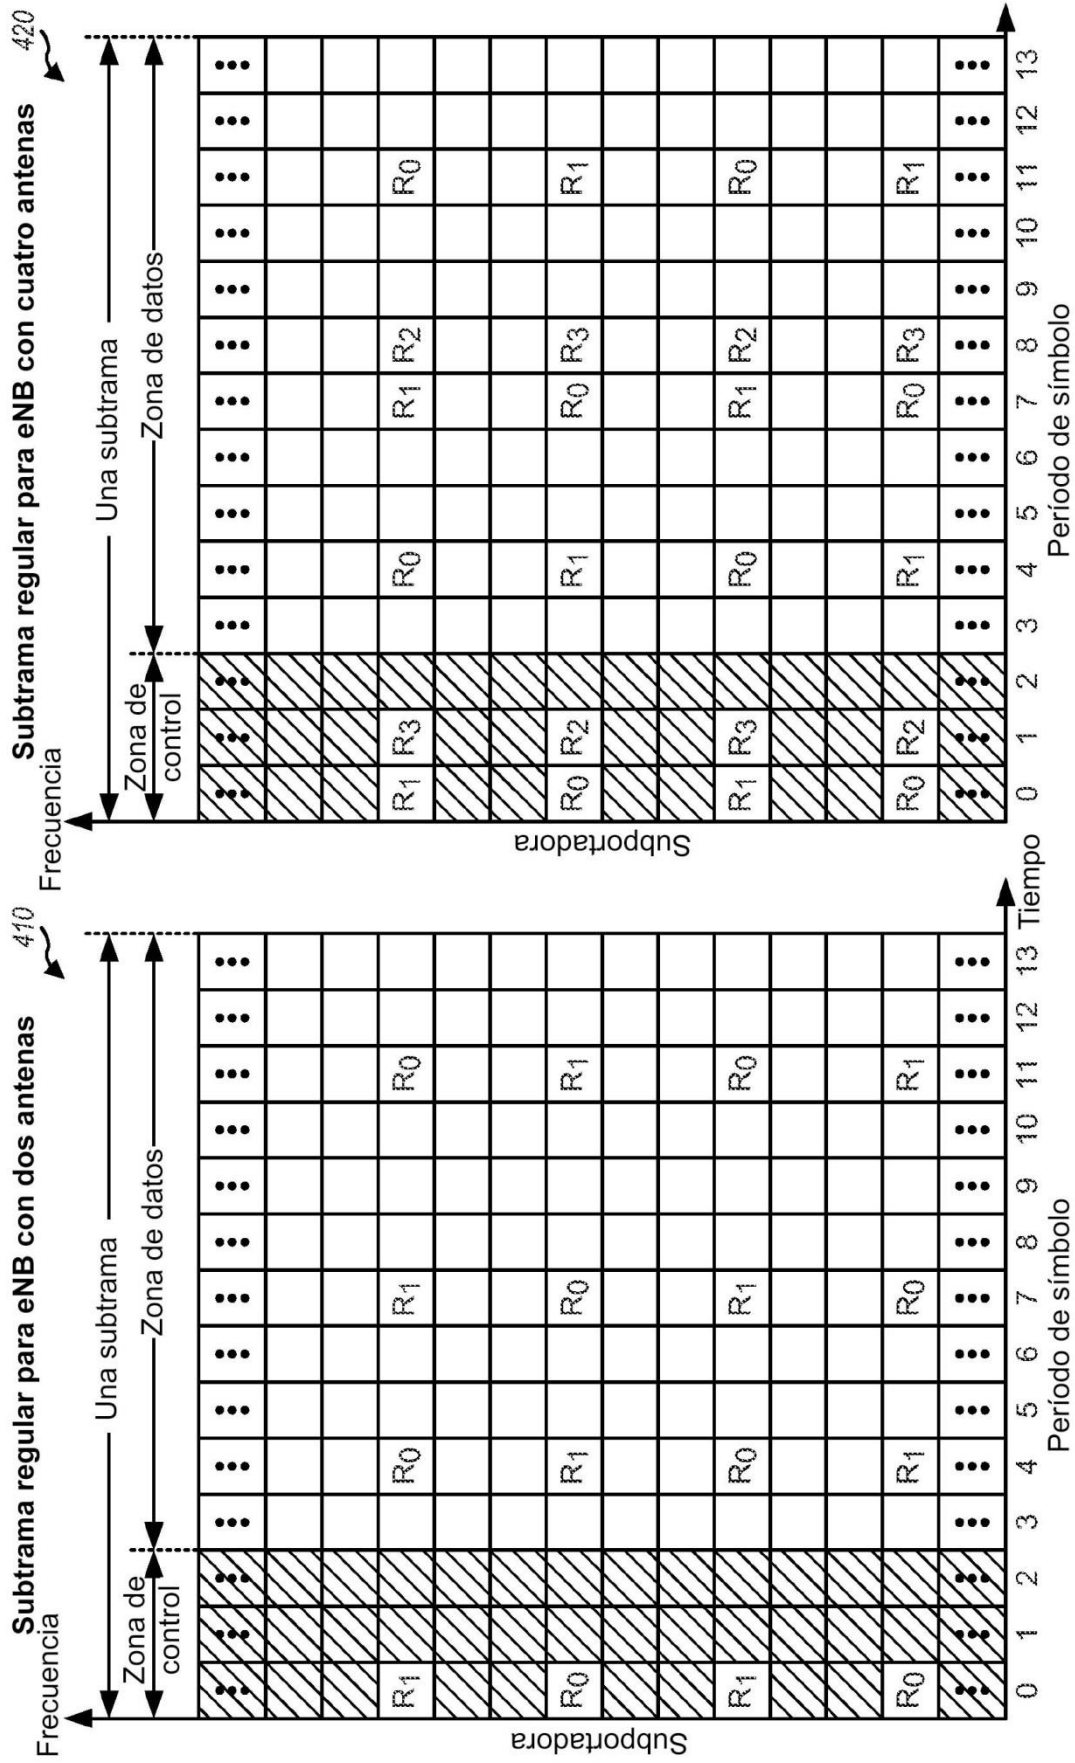 Subtrama regular para eNB con dos antenas
410
Frecuencia
Una subtrama
Zona de control
Zona de datos
Subportadora
... ... ... ... ... ... ... ... ... ... ... ... ... ...
R1 R0 R1 R0
R0 R1 R0 R1
R1 R0 R1 R0
R0 R1 R0 R1
... ... ... ... ... ... ... ... ... ... ... ... ... ...
0 1 2 3 4 5 6 7 8 9 10 11 12 13
Tiempo
Período de símbolo
Subtrama regular para eNB con cuatro antenas
420
Frecuencia
Una subtrama
Zona de control
Zona de datos
Subportadora
... ... ... ... ... ... ... ... ... ... ... ... ... ...
R1 R3 R0 R1 R2 R0
R0 R2 R1 R0 R3 R1
R1 R3 R0 R1 R2 R0
R0 R2 R1 R0 R3 R1
... ... ... ... ... ... ... ... ... ... ... ... ... ...
0 1 2 3 4 5 6 7 8 9 10 11 12 13
Período de símbolo